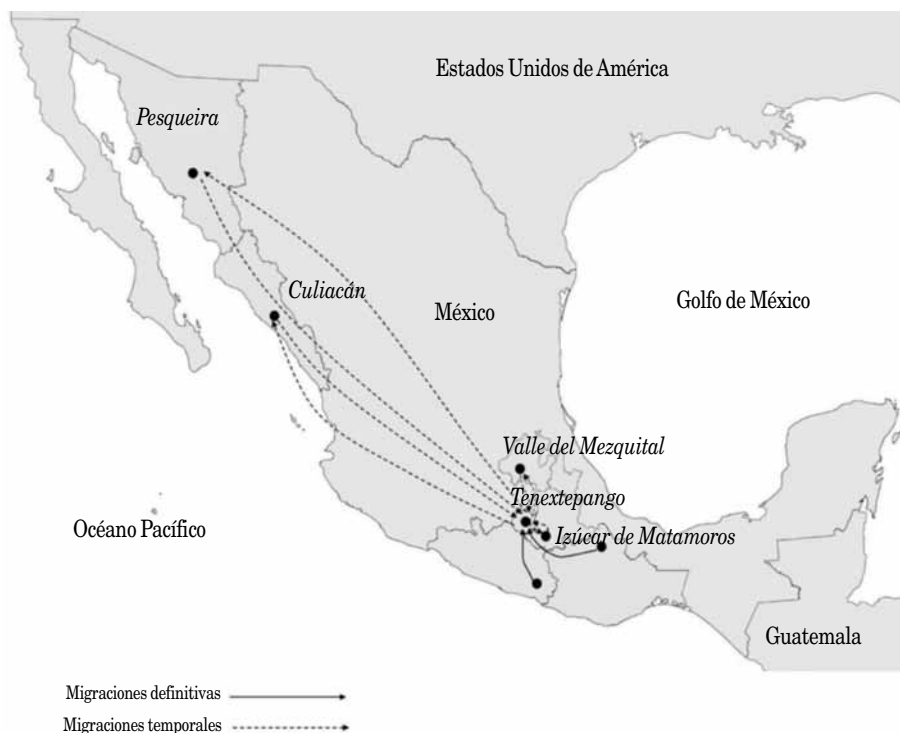 Estados Unidos de América
Pesqueira
Culiacán
México
Golfo de México
Valle del Mezquital
Tenextepango
Océano Pacífico
Izúcar de Matamoros
Guatemala
Migraciones definitivas
Migraciones temporales